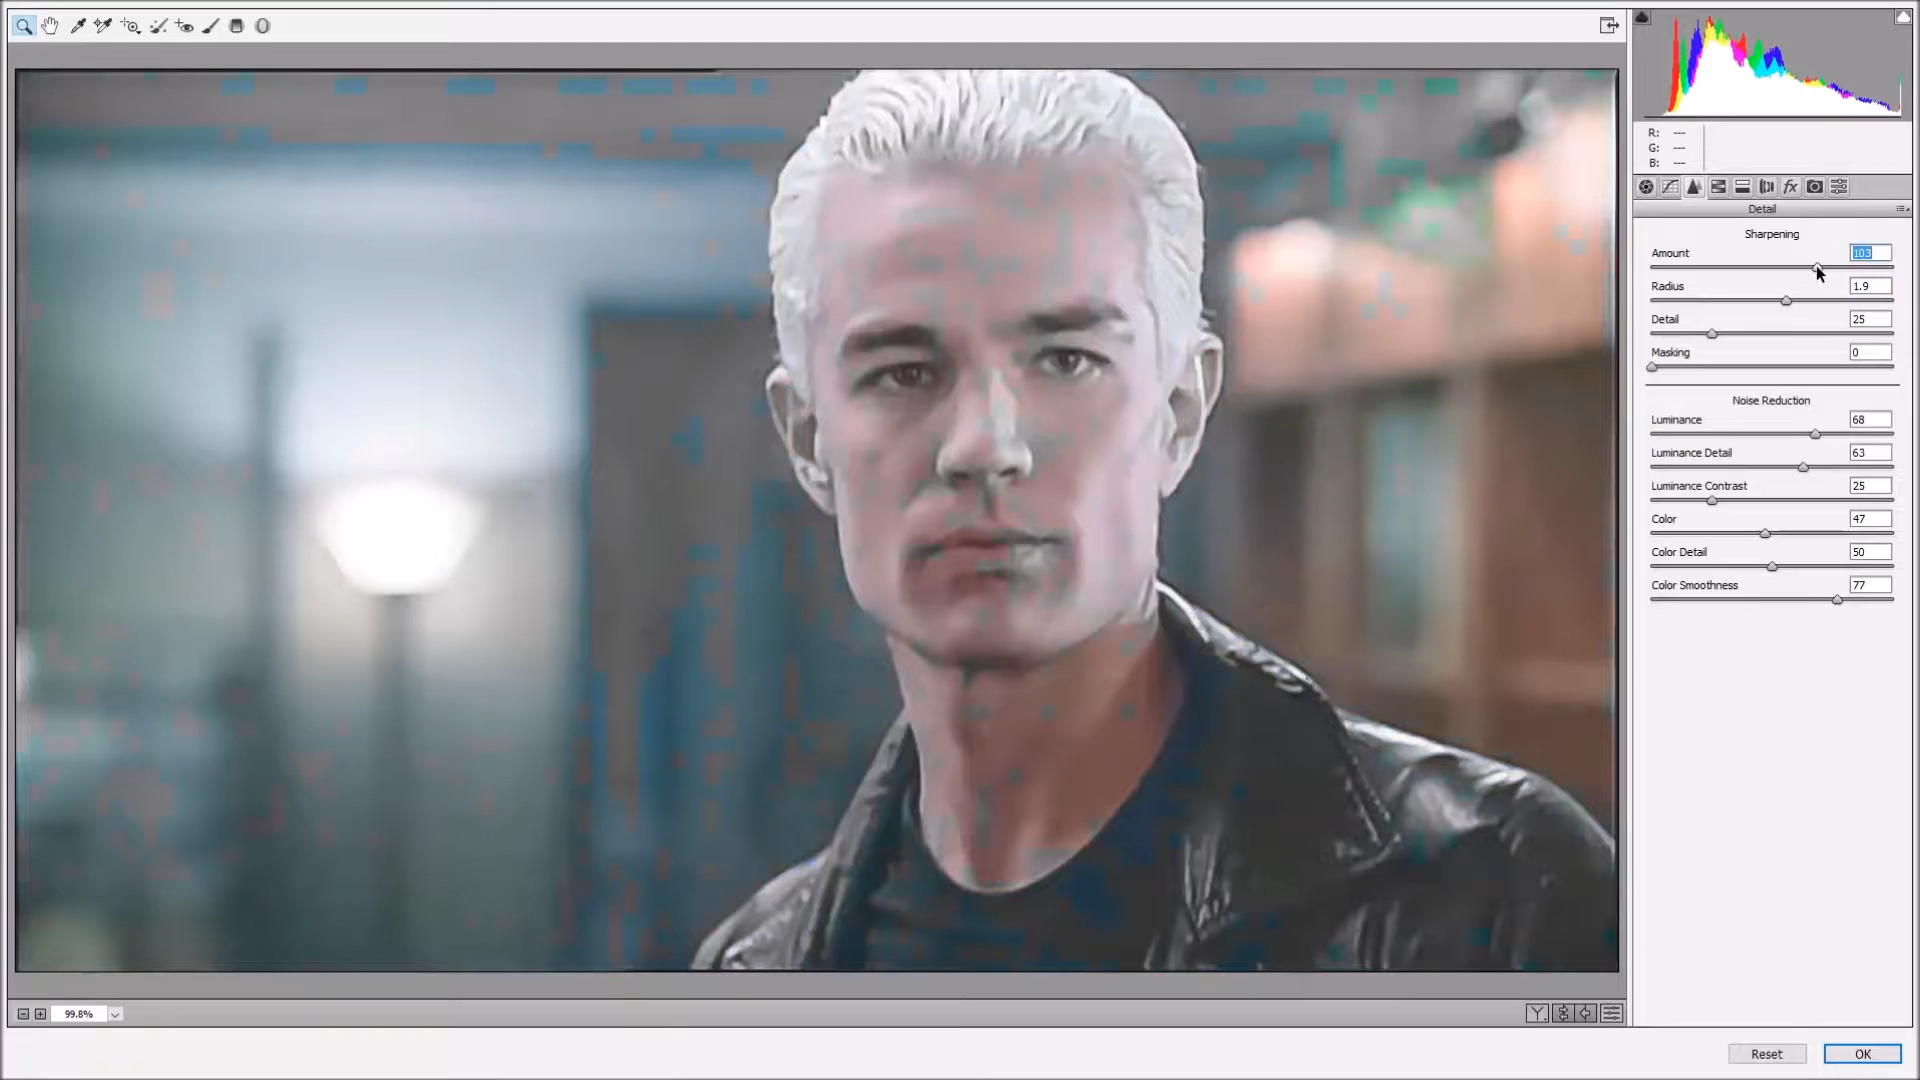 R: ---
G: ---
B: ---
fx
Detail
Sharpening
Amount 103
Radius 1.9
Detail 25
Masking 0
Noise Reduction
Luminance 68
Luminance Detail 63
Luminance Contrast 25
Color 47
Color Detail 50
Color Smoothness 77
99.8%
Y
Reset OK